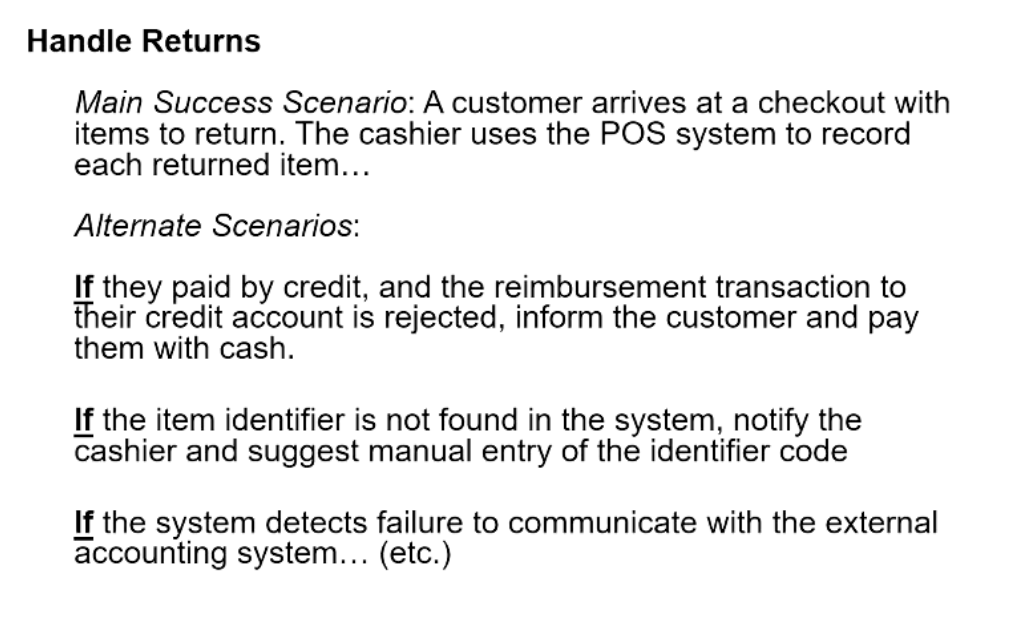 Handle Returns
Main Success Scenario: A customer arrives at a checkout with
items to return. The cashier uses the POS system to record
each returned item…
Alternate Scenarios:
If they paid by credit, and the reimbursement transaction to
their credit account is rejected, inform the customer and pay
them with cash.
If the item identifier is not found in the system, notify the
cashier and suggest manual entry of the identifier code
If the system detects failure to communicate with the external
accounting system… (etc.)